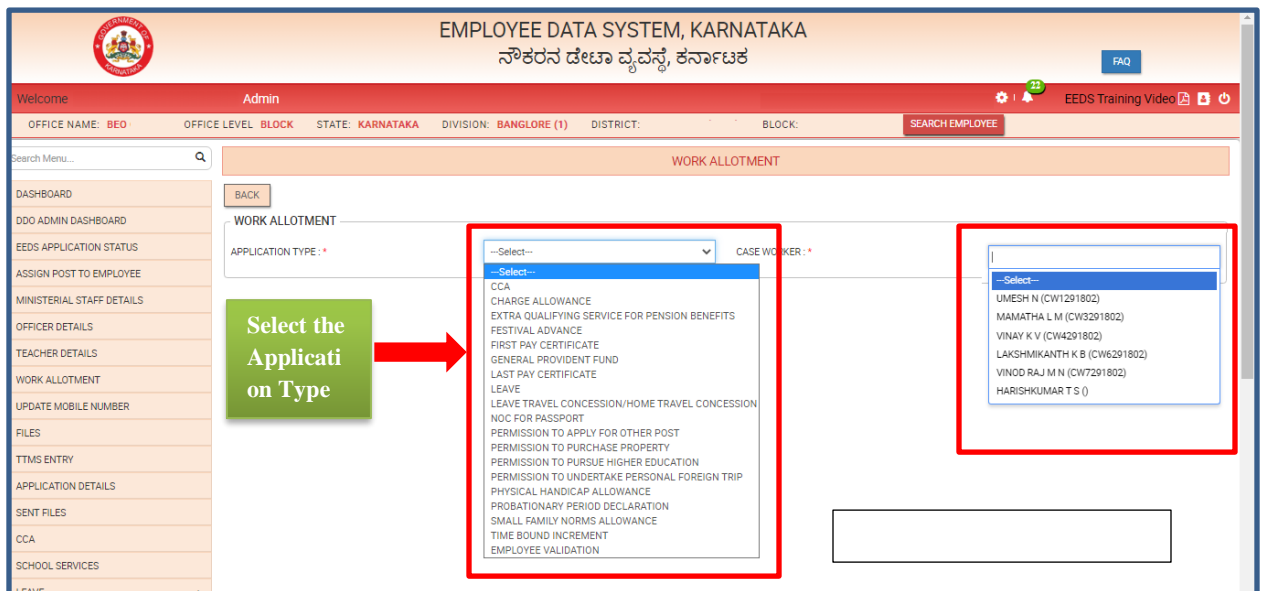 EMPLOYEE DATA SYSTEM, KARNATAKA
ನೌಕರನ ಡೇಟಾ ವ್ಯವಸ್ಥೆ, ಕರ್ನಾಟಕ
FAQ
Welcome Admin 22 EEDS Training Video
OFFICE NAME: BEO OFFICE LEVEL BLOCK STATE: KARNATAKA DIVISION: BANGLORE (1) DISTRICT: BLOCK: SEARCH EMPLOYEE
Search Menu...
WORK ALLOTMENT
DASHBOARD
DDO ADMIN DASHBOARD
EEDS APPLICATION STATUS
ASSIGN POST TO EMPLOYEE
MINISTERIAL STAFF DETAILS
OFFICER DETAILS
TEACHER DETAILS
WORK ALLOTMENT
UPDATE MOBILE NUMBER
FILES
TTMS ENTRY
APPLICATION DETAILS
SENT FILES
CCA
SCHOOL SERVICES
LEAVE
BACK
WORK ALLOTMENT
APPLICATION TYPE : * ---Select--- CASE WORKER : *
Select the
Applicati
on Type
---Select---
CCA
CHARGE ALLOWANCE
EXTRA QUALIFYING SERVICE FOR PENSION BENEFITS
FESTIVAL ADVANCE
FIRST PAY CERTIFICATE
GENERAL PROVIDENT FUND
LAST PAY CERTIFICATE
LEAVE
LEAVE TRAVEL CONCESSION/HOME TRAVEL CONCESSION
NOC FOR PASSPORT
PERMISSION TO APPLY FOR OTHER POST
PERMISSION TO PURCHASE PROPERTY
PERMISSION TO PURSUE HIGHER EDUCATION
PERMISSION TO UNDERTAKE PERSONAL FOREIGN TRIP
PHYSICAL HANDICAP ALLOWANCE
PROBATIONARY PERIOD DECLARATION
SMALL FAMILY NORMS ALLOWANCE
TIME BOUND INCREMENT
EMPLOYEE VALIDATION
---Select---
UMESH N (CW1291802)
MAMATHA L M (CW3291802)
VINAY K V (CW4291802)
LAKSHMIKANTH K B (CW6291802)
VINOD RAJ M N (CW7291802)
HARISHKUMAR T S ()